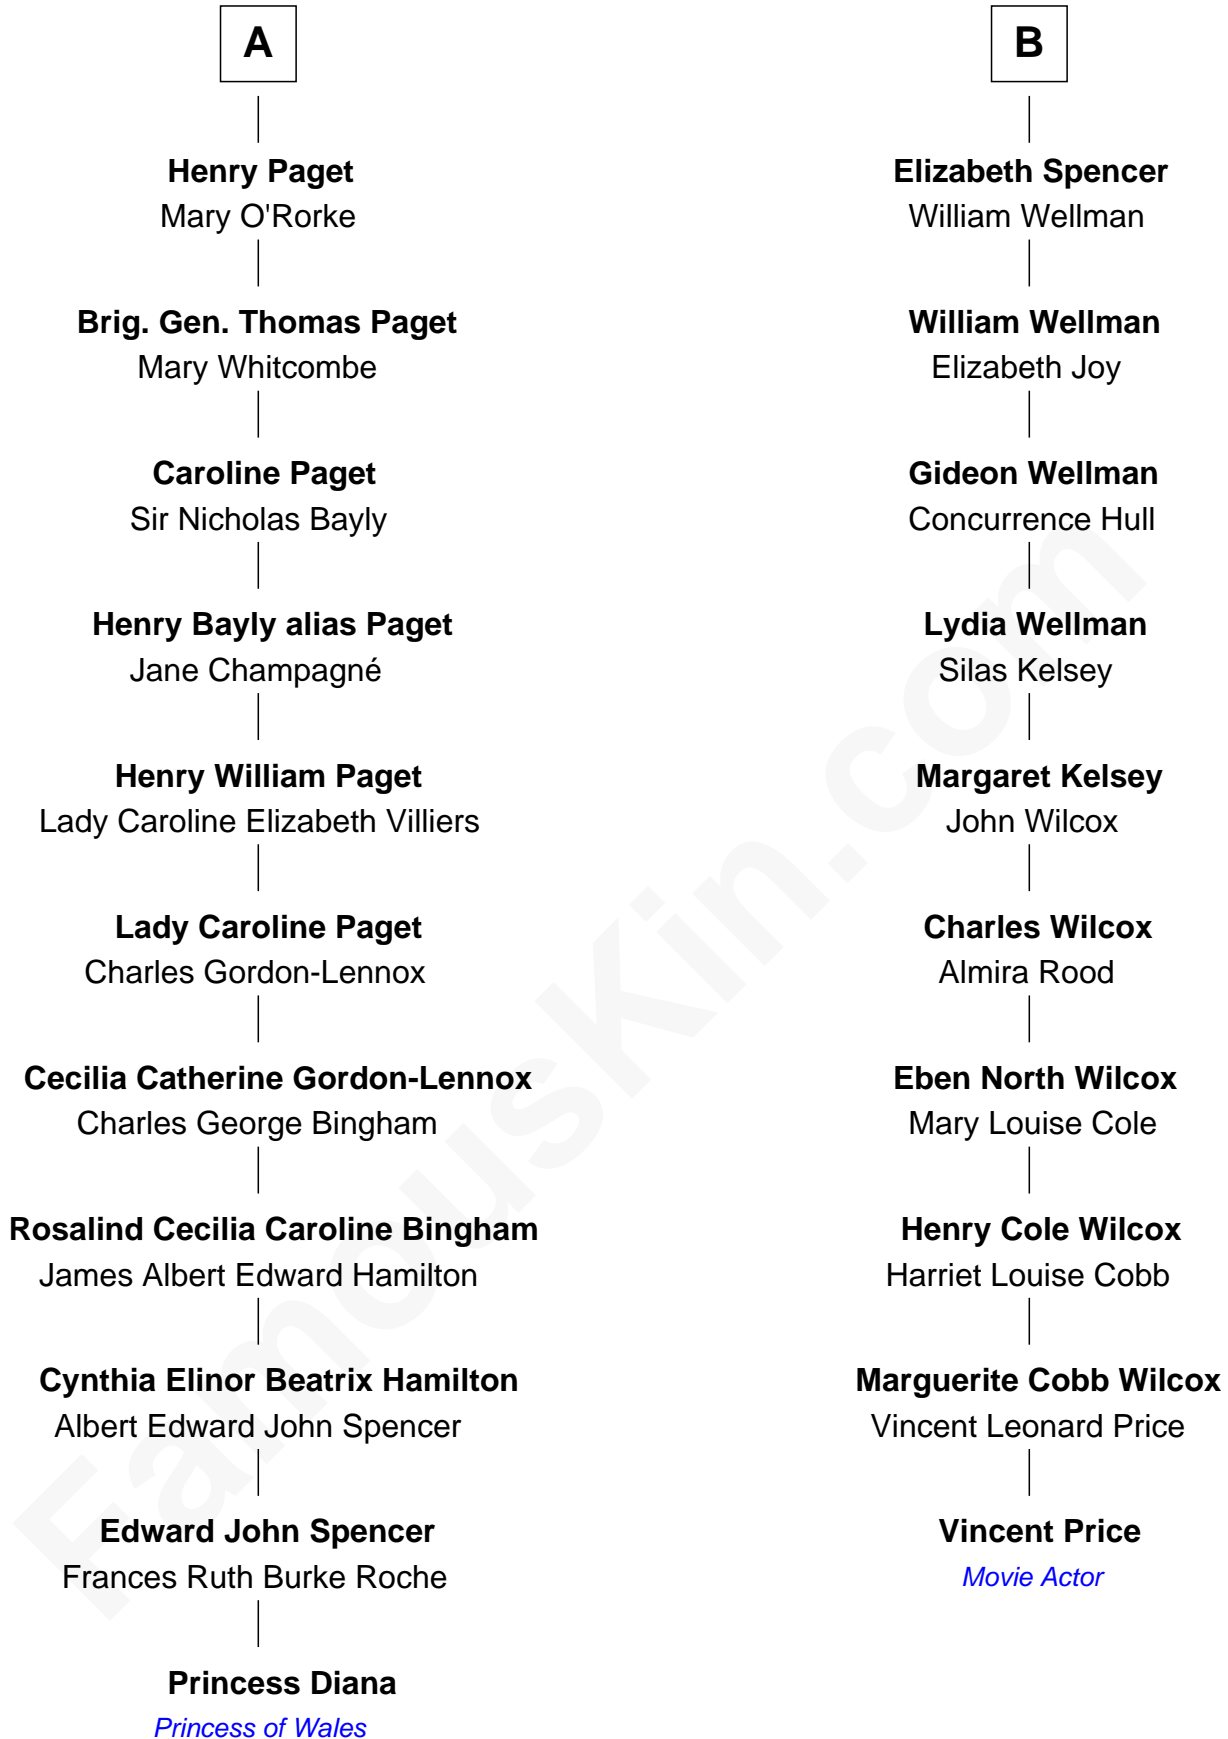 A
Henry Paget
Mary O'Rorke
Brig. Gen. Thomas Paget
Mary Whitcombe
Caroline Paget
Sir Nicholas Bayly
Henry Bayly alias Paget
Jane Champagné
Henry William Paget
Lady Caroline Elizabeth Villiers
Lady Caroline Paget
Charles Gordon-Lennox
Cecilia Catherine Gordon-Lennox
Charles George Bingham
Rosalind Cecilia Caroline Bingham
James Albert Edward Hamilton
Cynthia Elinor Beatrix Hamilton
Albert Edward John Spencer
Edward John Spencer
Frances Ruth Burke Roche
Princess Diana
Princess of Wales
B
Elizabeth Spencer
William Wellman
William Wellman
Elizabeth Joy
Gideon Wellman
Concurrence Hull
Lydia Wellman
Silas Kelsey
Margaret Kelsey
John Wilcox
Charles Wilcox
Almira Rood
Eben North Wilcox
Mary Louise Cole
Henry Cole Wilcox
Harriet Louise Cobb
Marguerite Cobb Wilcox
Vincent Leonard Price
Vincent Price
Movie Actor
FamousKin.com